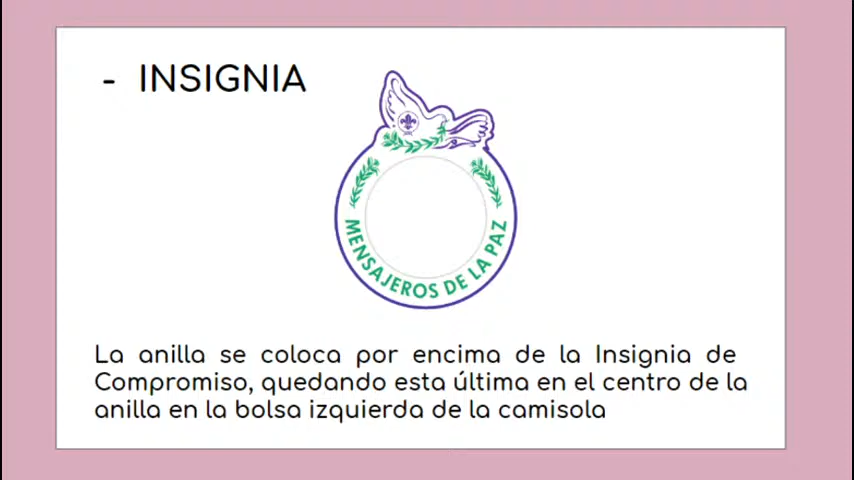 - INSIGNIA
MENSAJEROS DE LA PAZ
La anilla se coloca por encima de la Insignia de
Compromiso, quedando esta última en el centro de la
anilla en la bolsa izquierda de la camisola